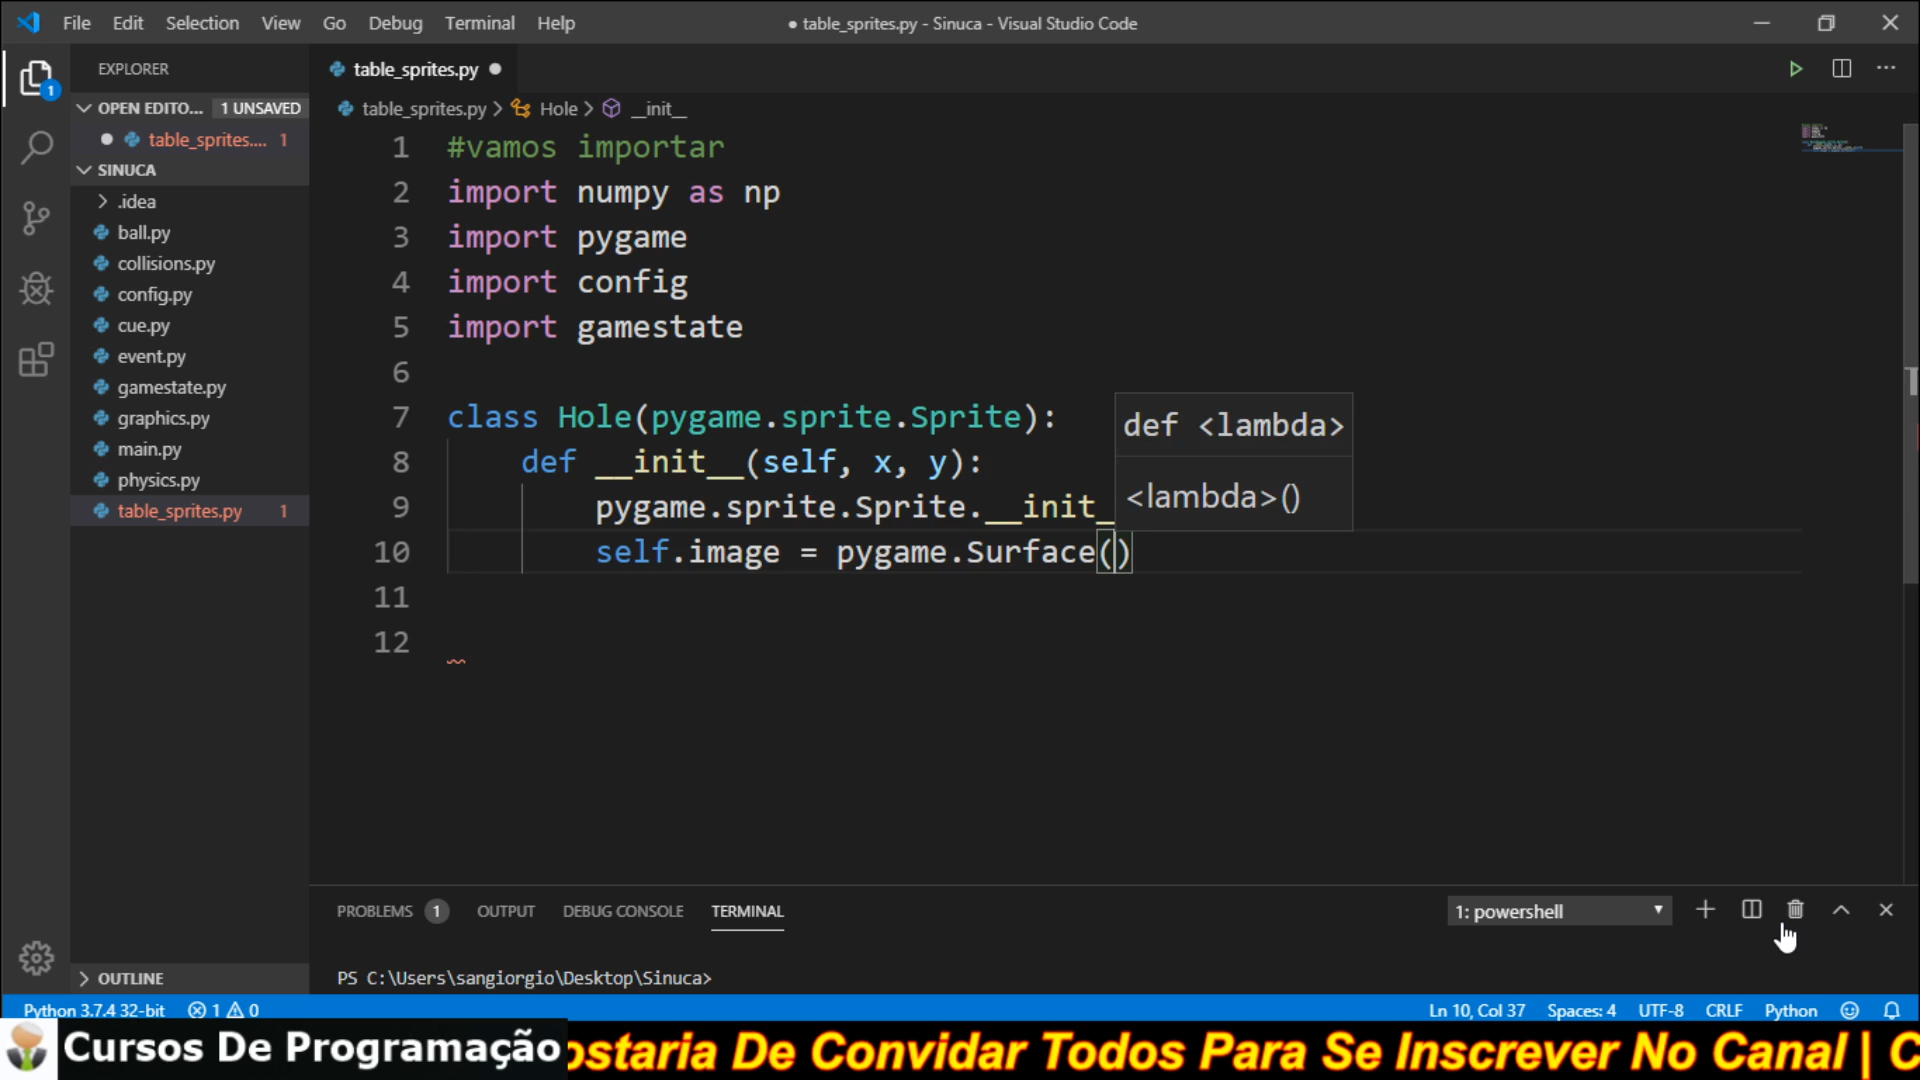 File Edit Selection View Go Debug Terminal Help
● table_sprites.py - Sinuca - Visual Studio Code
EXPLORER
OPEN EDITO... 1 UNSAVED
table_sprites.... 1
SINUCA
.idea
ball.py
collisions.py
config.py
cue.py
event.py
gamestate.py
graphics.py
main.py
physics.py
table_sprites.py 1
OUTLINE
1
table_sprites.py
table_sprites.py > Hole > __init__
1 #vamos importar
2 import numpy as np
3 import pygame
4 import config
5 import gamestate
6
7 class Hole(pygame.sprite.Sprite):
8 def __init__(self, x, y):
9 pygame.sprite.Sprite.__init_
10 self.image = pygame.Surface()
11
12
def <lambda>
<lambda>()
PROBLEMS 1 OUTPUT DEBUG CONSOLE TERMINAL
1: powershell
PS C:\Users\sangiorgio\Desktop\Sinuca>
Python 3.7.4 32-bit 1 0
Ln 10, Col 37 Spaces: 4 UTF-8 CRLF Python
Cursos De Programação
ostaria De Convidar Todos Para Se Inscrever No Canal | C